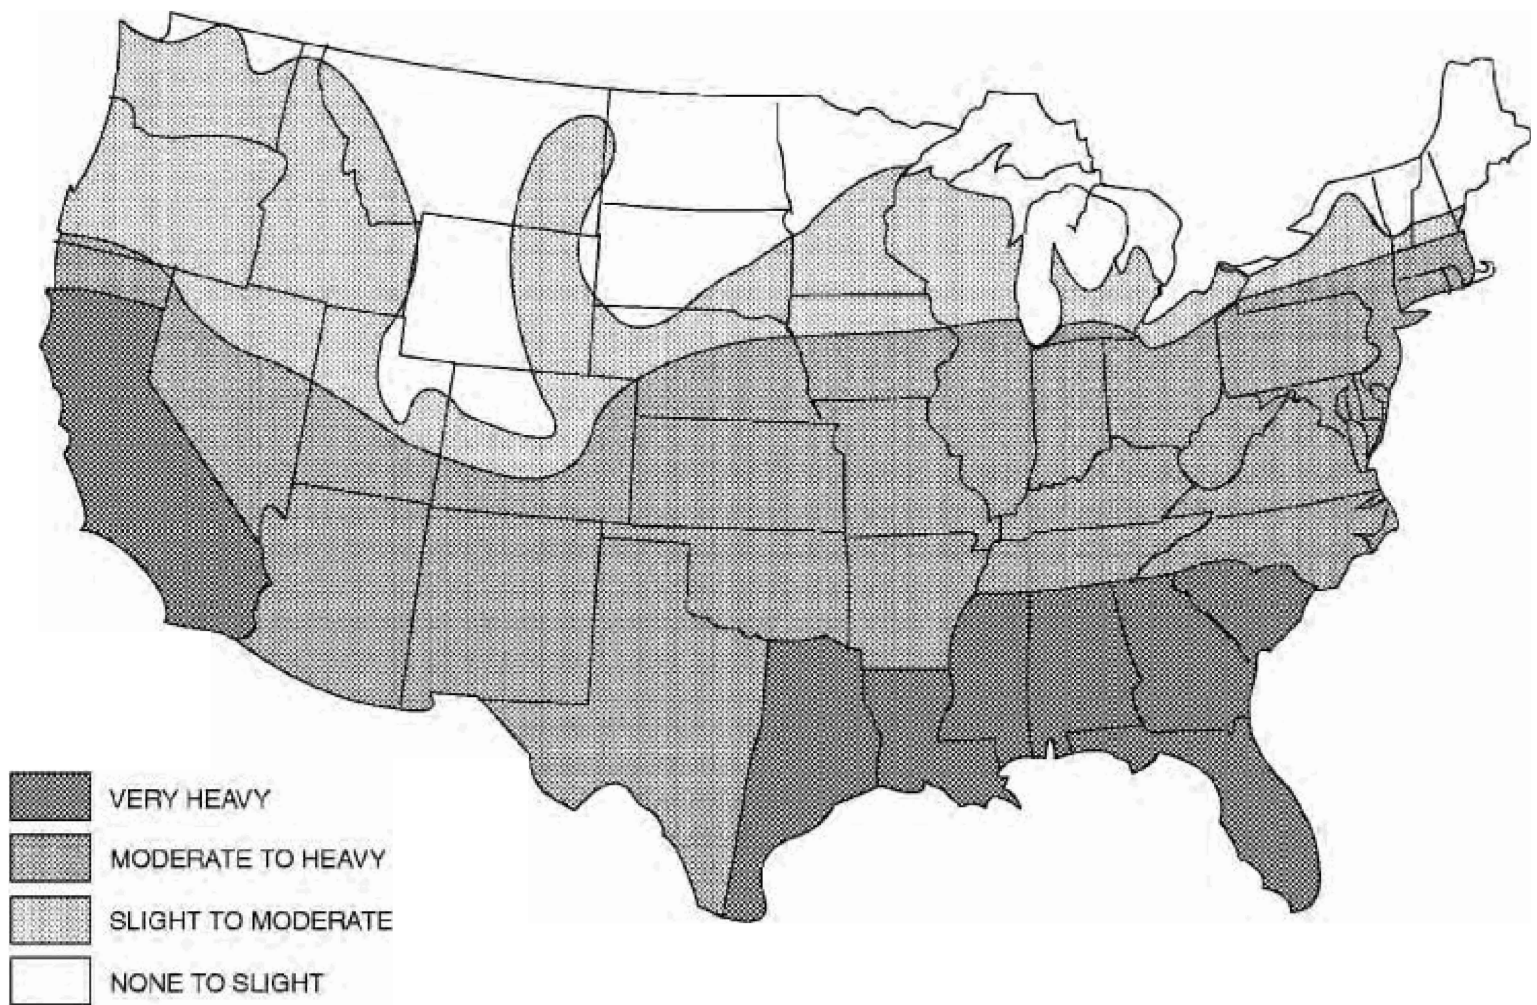 VERY HEAVY
MODERATE TO HEAVY
SLIGHT TO MODERATE
NONE TO SLIGHT